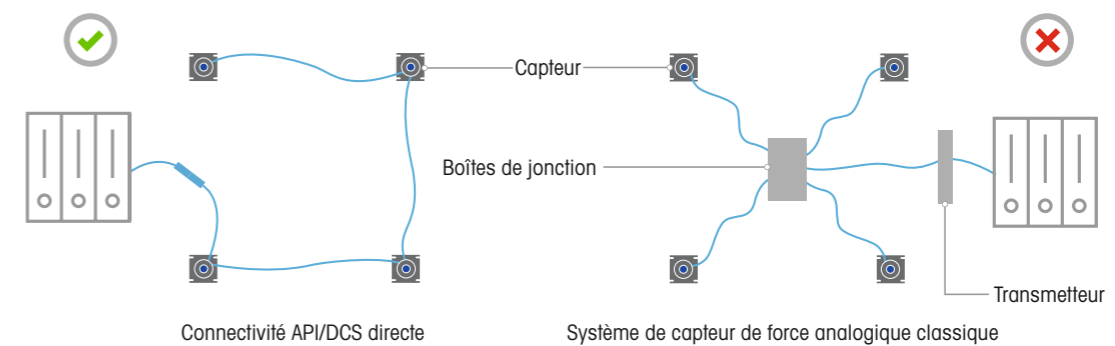 Capteur
Boîtes de jonction
Transmetteur
Connectivité API/DCS directe
Système de capteur de force analogique classique